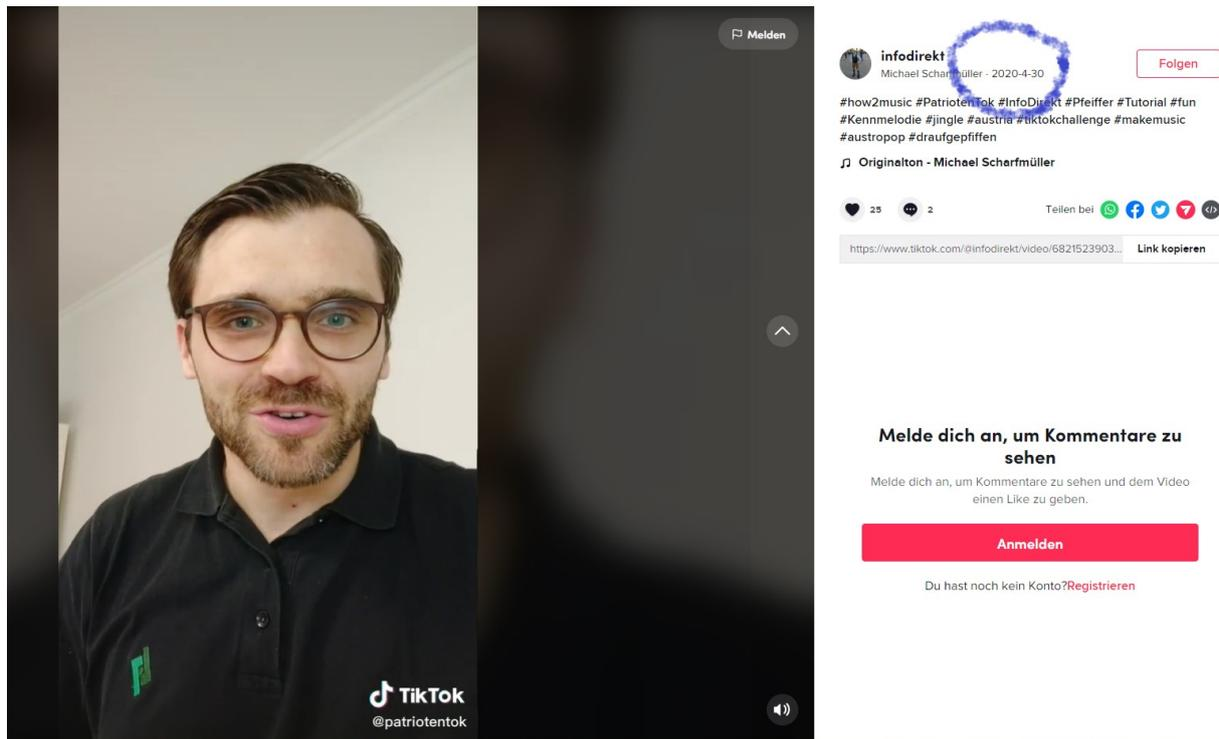 Melden
TikTok
@patriotentok
infodirekt
Michael Scharfmüller · 2020-4-30
Folgen
#how2music #PatriotenTok #InfoDirekt #Pfeiffer #Tutorial #fun
#Kennmelodie #jingle #austria #tiktokchallenge #makemusic
#austropop #draufgepfiffen
Originalton - Michael Scharfmüller
25
2
Teilen bei
https://www.tiktok.com/@infodirekt/video/6821523903...
Link kopieren
Melde dich an, um Kommentare zu
sehen
Melde dich an, um Kommentare zu sehen und dem Video
einen Like zu geben.
Anmelden
Du hast noch kein Konto?Registrieren